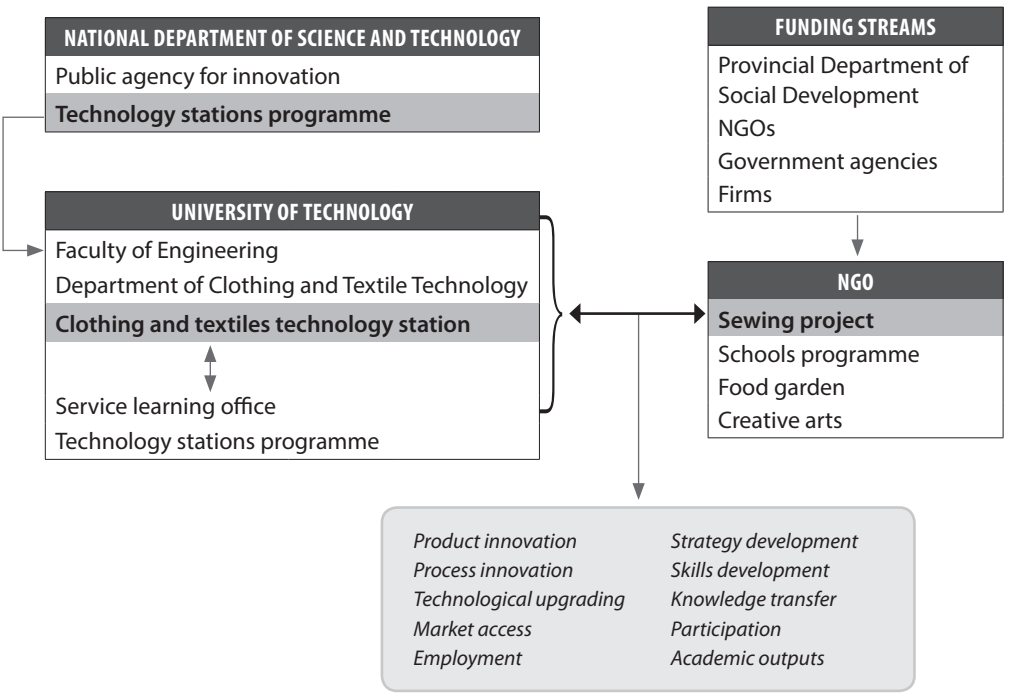 NATIONAL DEPARTMENT OF SCIENCE AND TECHNOLOGY
Public agency for innovation
Technology stations programme
FUNDING STREAMS
Provincial Department of
Social Development
NGOs
Government agencies
Firms
UNIVERSITY OF TECHNOLOGY
Faculty of Engineering
Department of Clothing and Textile Technology
Clothing and textiles technology station
Service learning office
Technology stations programme
NGO
Sewing project
Schools programme
Food garden
Creative arts
Product innovation
Process innovation
Technological upgrading
Market access
Employment
Strategy development
Skills development
Knowledge transfer
Participation
Academic outputs